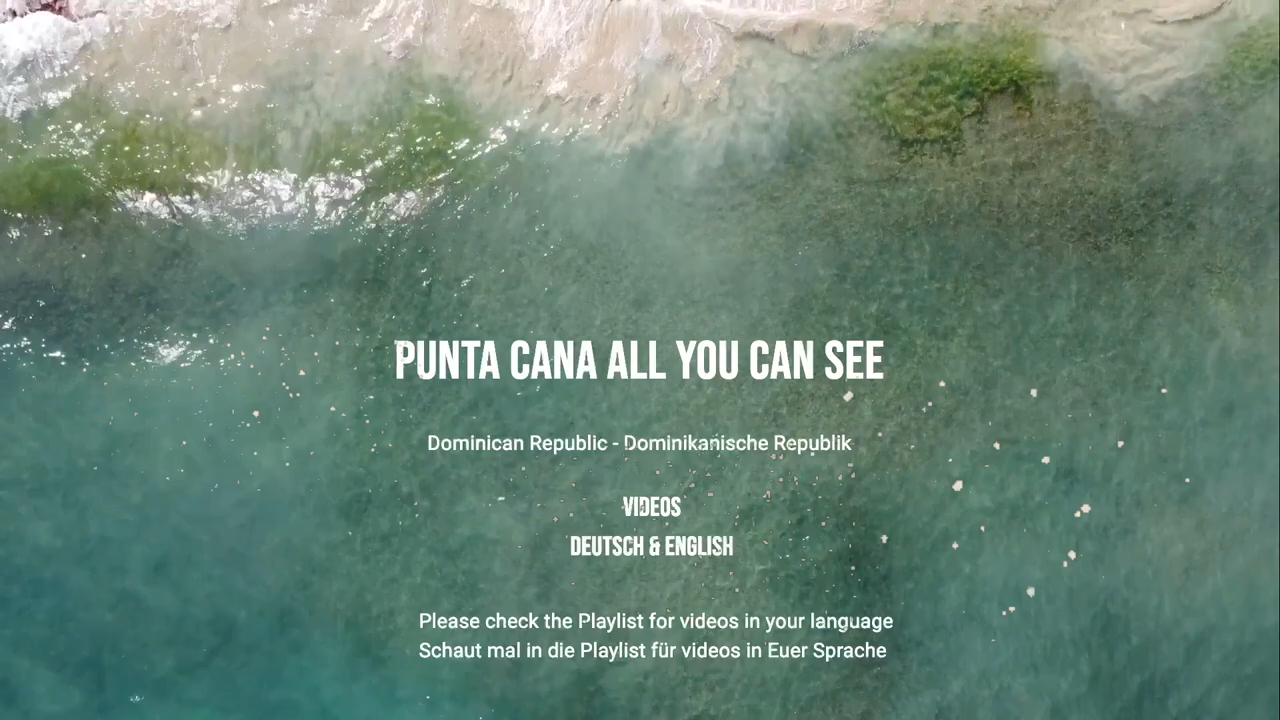 PUNTA CANA ALL YOU CAN SEE
Dominican Republic - Dominikanische Republik
VIDEOS
DEUTSCH & ENGLISH
Please check the Playlist for videos in your language
Schaut mal in die Playlist für videos in Euer Sprache